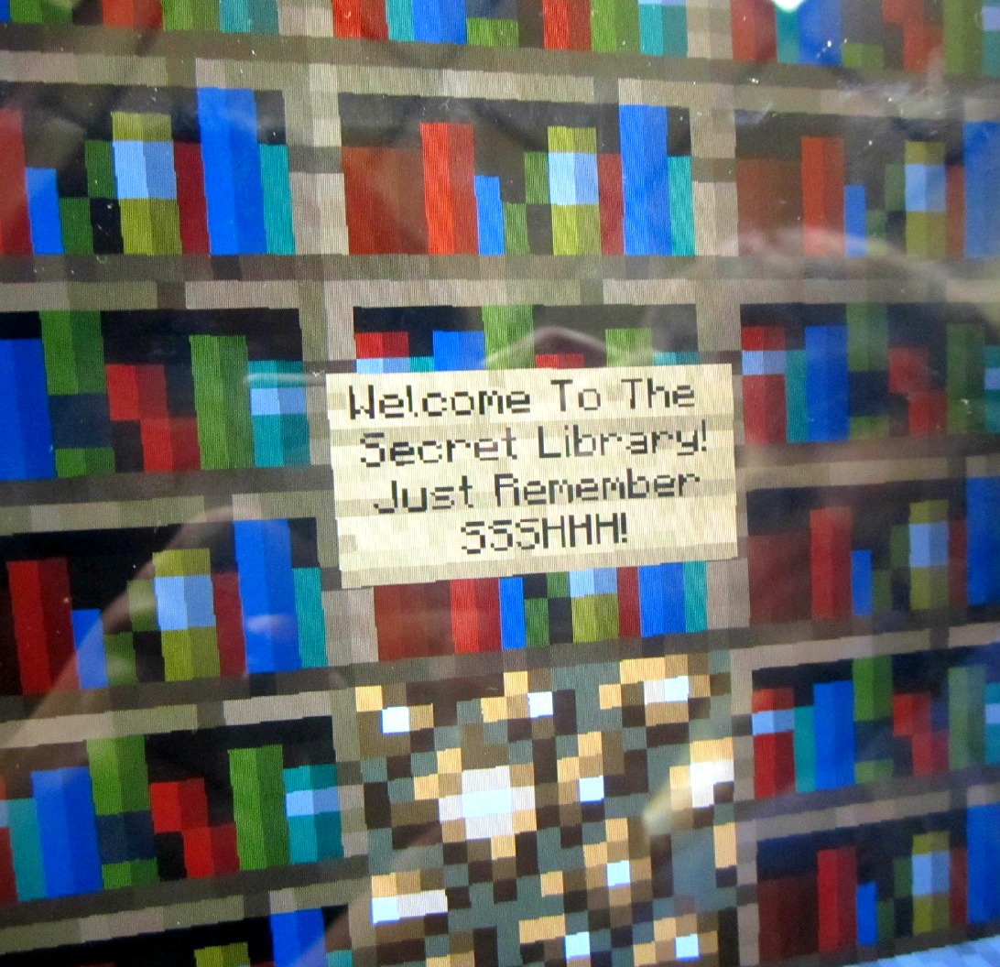 Welcome To The
Secret Library!
Just Remember
SSSHHH!